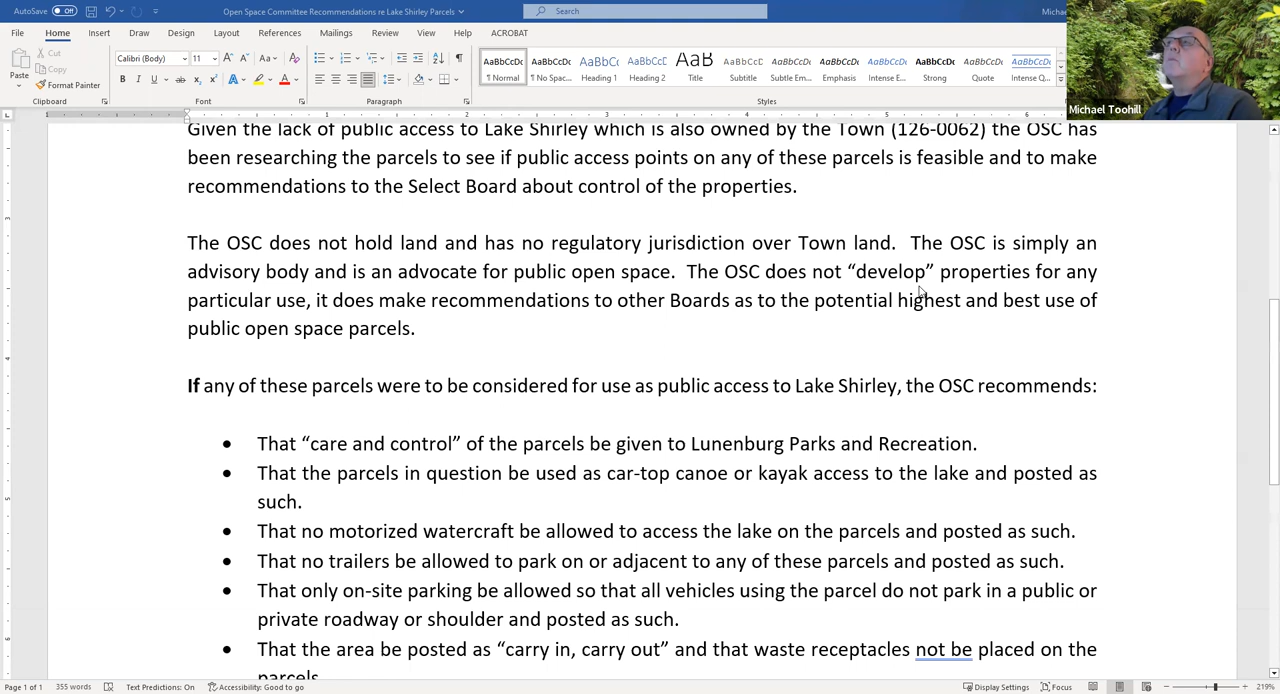 AutoSave Off Open Space Committee Recommendations re Lake Shirley Parcels Search Michae
File Home Insert Draw Design Layout References Mailings Review View Help ACROBAT
Paste Cut Copy Format Painter Clipboard
Calibri (Body) 11 Font
Paragraph
AaBbCcDc AaBbCcDc AaBbCc AaBbCcC AaB AaBbCcC AaBbCcDc AaBbCcDc AaBbCcDc AaBbCcDc AaBbCcDc AaBbCcDc
¶ Normal ¶ No Spac... Heading 1 Heading 2 Title Subtitle Subtle Em... Emphasis Intense E... Strong Quote Intense Q...
Styles
Michael Toohill
Given the lack of public access to Lake Shirley which is also owned by the Town (126-0062) the OSC has
been researching the parcels to see if public access points on any of these parcels is feasible and to make
recommendations to the Select Board about control of the properties.
The OSC does not hold land and has no regulatory jurisdiction over Town land. The OSC is simply an
advisory body and is an advocate for public open space. The OSC does not “develop” properties for any
particular use, it does make recommendations to other Boards as to the potential highest and best use of
public open space parcels.
If any of these parcels were to be considered for use as public access to Lake Shirley, the OSC recommends:
• That “care and control” of the parcels be given to Lunenburg Parks and Recreation.
• That the parcels in question be used as car-top canoe or kayak access to the lake and posted as
such.
• That no motorized watercraft be allowed to access the lake on the parcels and posted as such.
• That no trailers be allowed to park on or adjacent to any of these parcels and posted as such.
• That only on-site parking be allowed so that all vehicles using the parcel do not park in a public or
private roadway or shoulder and posted as such.
• That the area be posted as “carry in, carry out” and that waste receptacles not be placed on the
parcels
Page 1 of 1 355 words Text Predictions: On Accessibility: Good to go Display Settings Focus 219%